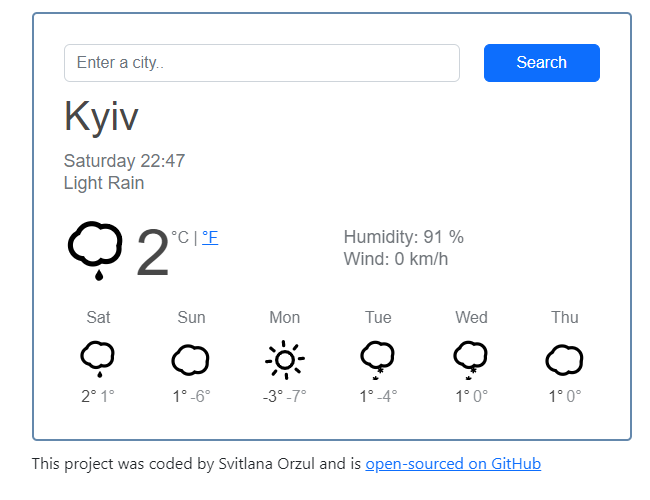 Enter a city..
Search
Kyiv
Saturday 22:47
Light Rain
2 °C | °F
Humidity: 91 %
Wind: 0 km/h
Sat Sun Mon Tue Wed Thu
2° 1° 1° -6° -3° -7° 1° -4° 1° 0° 1° 0°
This project was coded by Svitlana Orzul and is open-sourced on GitHub